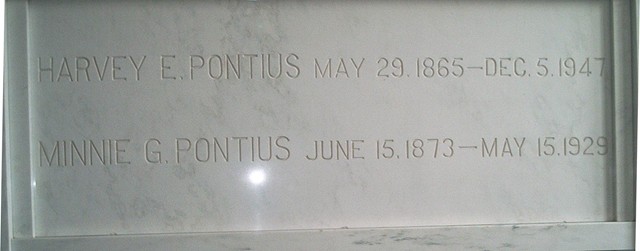 HARVEY E. PONTIUS MAY 29. 1865—DEC. 5. 1947
MINNIE G. PONTIUS JUNE 15. 1873—MAY 15. 1929